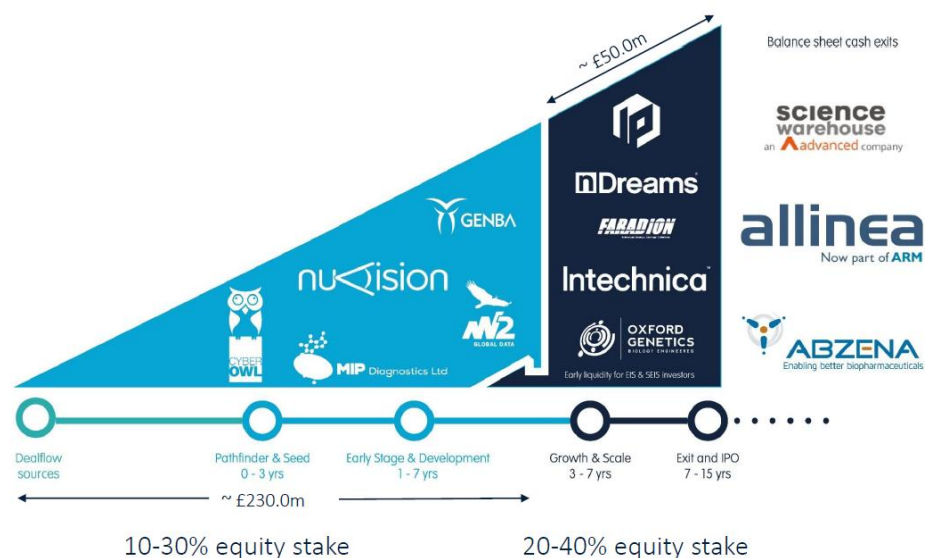 ~ £50.0m
Balance sheet cash exits
science
warehouse
an advanced company
nDreams
GENBA
FARADION
allinea
Now part of ARM
nuVision
Intechnica
NW2
GLOBAL DATA
OXFORD
GENETICS
BIOLOGY ENGINEERED
CYBER
OWL
MIP Diagnostics Ltd
ABZENA
Enabling better biopharmaceuticals
Early liquidity for EIS & SEIS investors
Dealflow
sources
Pathfinder & Seed
0 - 3 yrs
Early Stage & Development
1 - 7 yrs
Growth & Scale
3 - 7 yrs
Exit and IPO
7 - 15 yrs
~ £230.0m
10-30% equity stake
20-40% equity stake